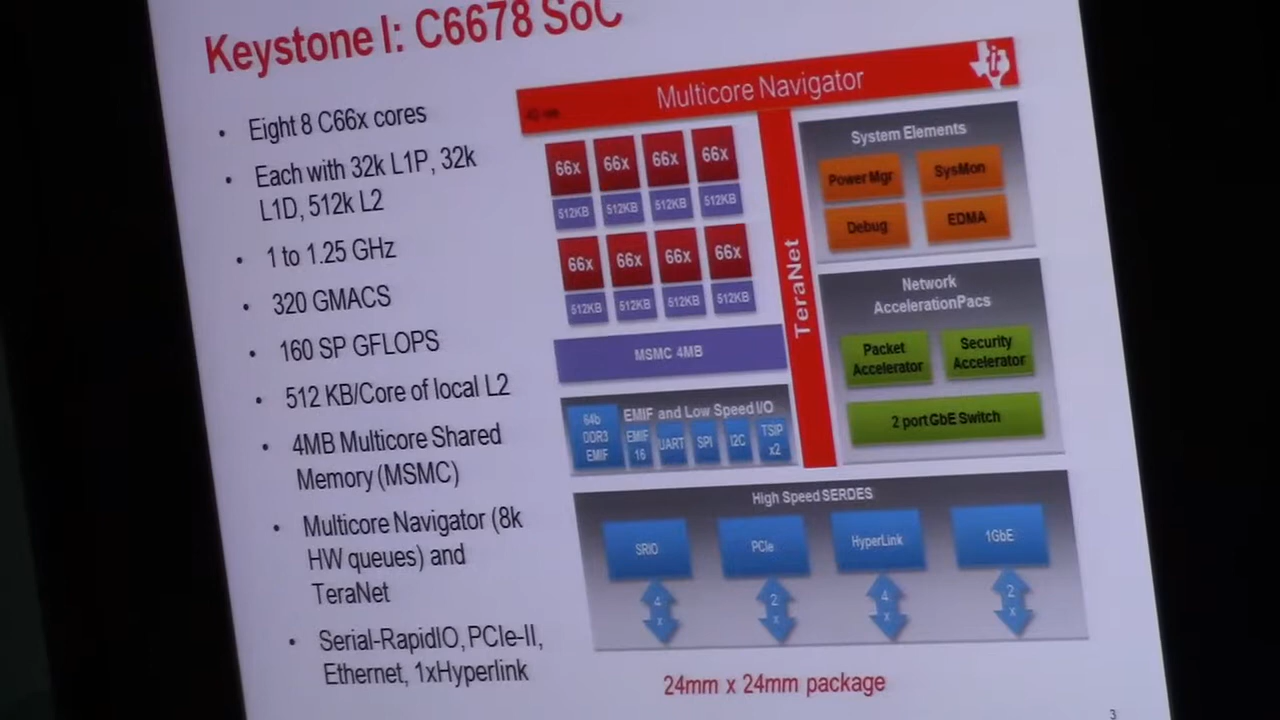 Keystone I: C6678 SoC
• Eight 8 C66x cores
• Each with 32k L1P, 32k
L1D, 512k L2
• 1 to 1.25 GHz
• 320 GMACS
• 160 SP GFLOPS
• 512 KB/Core of local L2
• 4MB Multicore Shared
Memory (MSMC)
• Multicore Navigator (8k
HW queues) and
TeraNet
• Serial-RapidIO, PCIe-II,
Ethernet, 1xHyperlink
Multicore Navigator
66x 66x 66x 66x
512KB 512KB 512KB 512KB
66x 66x 66x 66x
512KB 512KB 512KB 512KB
MSMC 4MB
EMIF and Low Speed I/O
64b
DDR3
EMIF
EMIF
16
UART
SPI
I2C
TSIP
x2
TeraNet
System Elements
Power Mgr
SysMon
Debug
EDMA
Network
AccelerationPacs
Packet
Accelerator
Security
Accelerator
2 port GbE Switch
High Speed SERDES
SRIO
PCIe
HyperLink
1GbE
4
x
2
x
4
x
2
x
24mm x 24mm package
3